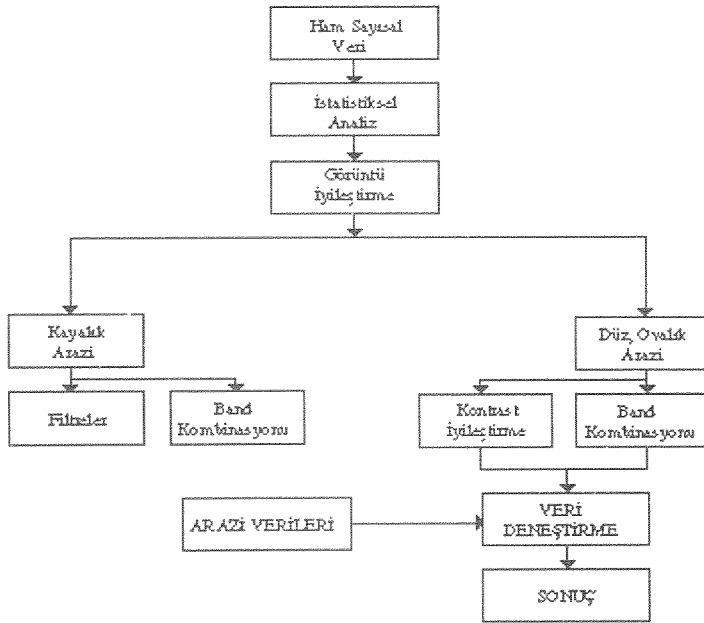 Ham Sayısal
Veri
İstatistiksel
Analiz
Görüntü
İyileştirme
Kayalık
Arazi
Düz, Ovalık
Arazi
Filtreler
Band
Kombinasyonu
Kontrast
İyileştirme
Band
Kombinasyonu
ARAZİ VERİLERİ
VERİ
DENEŞTİRME
SONUÇ